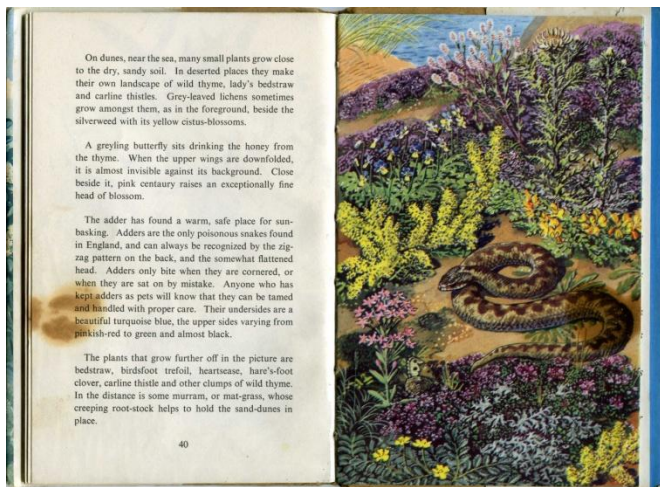 On dunes, near the sea, many small plants grow close
to the dry, sandy soil. In deserted places they make
their own landscape of wild thyme, lady's bedstraw
and carline thistles. Grey-leaved lichens sometimes
grow amongst them, as in the foreground, beside the
silverweed with its yellow cistus-blossoms.
A greyling butterfly sits drinking the honey from
the thyme. When the upper wings are downfolded,
it is almost invisible against its background. Close
beside it, pink centaury raises an exceptionally fine
head of blossom.
The adder has found a warm, safe place for sun-
basking. Adders are the only poisonous snakes found
in England, and can always be recognized by the zig-
zag pattern on the back, and the somewhat flattened
head. Adders only bite when they are cornered, or
when they are sat on by mistake. Anyone who has
kept adders as pets will know that they can be tamed
and handled with proper care. Their undersides are a
beautiful turquoise blue, the upper sides varying from
pinkish-red to green and almost black.
The plants that grow further off in the picture are
bedstraw, birdsfoot trefoil, heartsease, hare's-foot
clover, carline thistle and other clumps of wild thyme.
In the distance is some murram, or mat-grass, whose
creeping root-stock helps to hold the sand-dunes in
place.
40